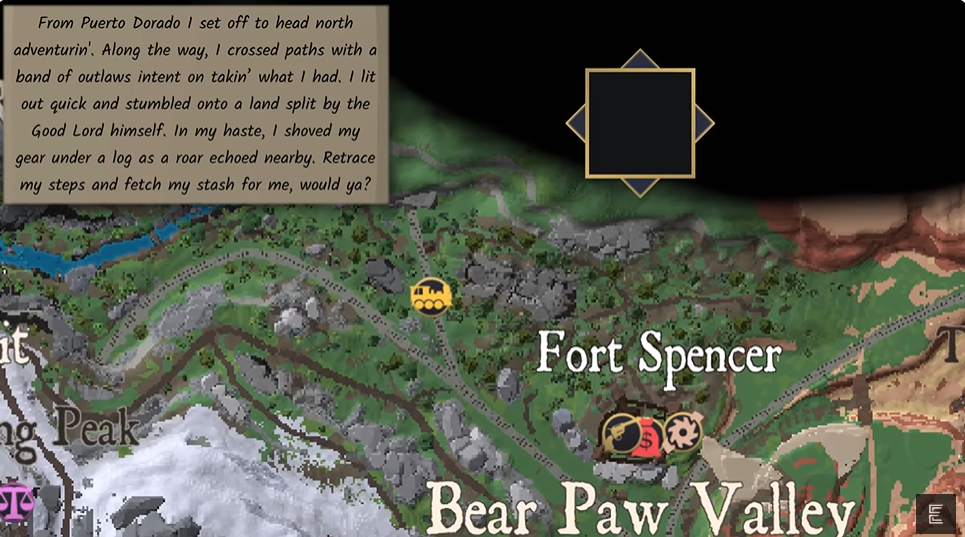 From Puerto Dorado I set off to head north
adventurin'. Along the way, I crossed paths with a
band of outlaws intent on takin' what I had. I lit
out quick and stumbled onto a land split by the
Good Lord himself. In my haste, I shoved my
gear under a log as a roar echoed nearby. Retrace
my steps and fetch my stash for me, would ya?
it
Fort Spencer
T
ng Peak
$
Bear Paw Valley
E